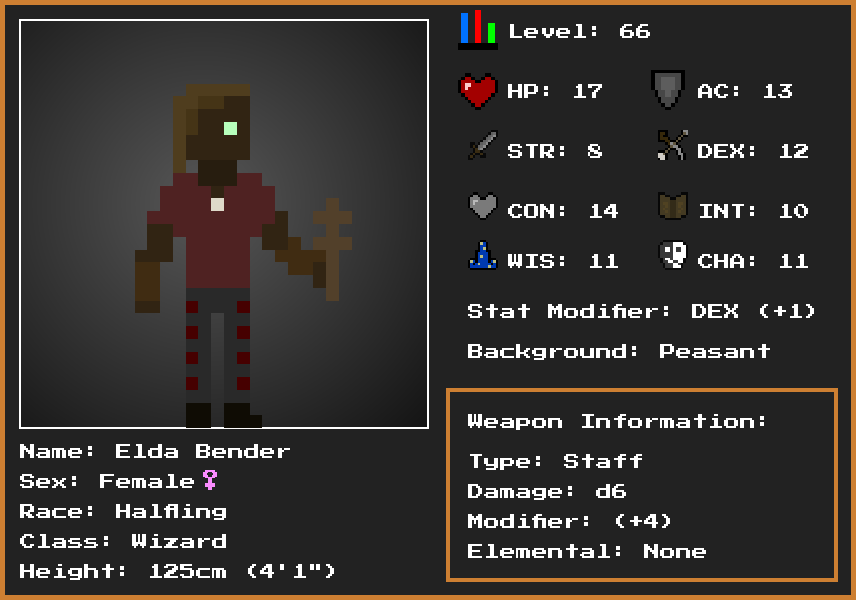 Level: 66
HP: 17
AC: 13
STR: 8
DEX: 12
CON: 14
INT: 10
WIS: 11
CHA: 11
Stat Modifier: DEX (+1)
Background: Peasant
Weapon Information:
Type: Staff
Damage: d6
Modifier: (+4)
Elemental: None
Name: Elda Bender
Sex: Female♀
Race: Halfling
Class: Wizard
Height: 125cm (4'1")